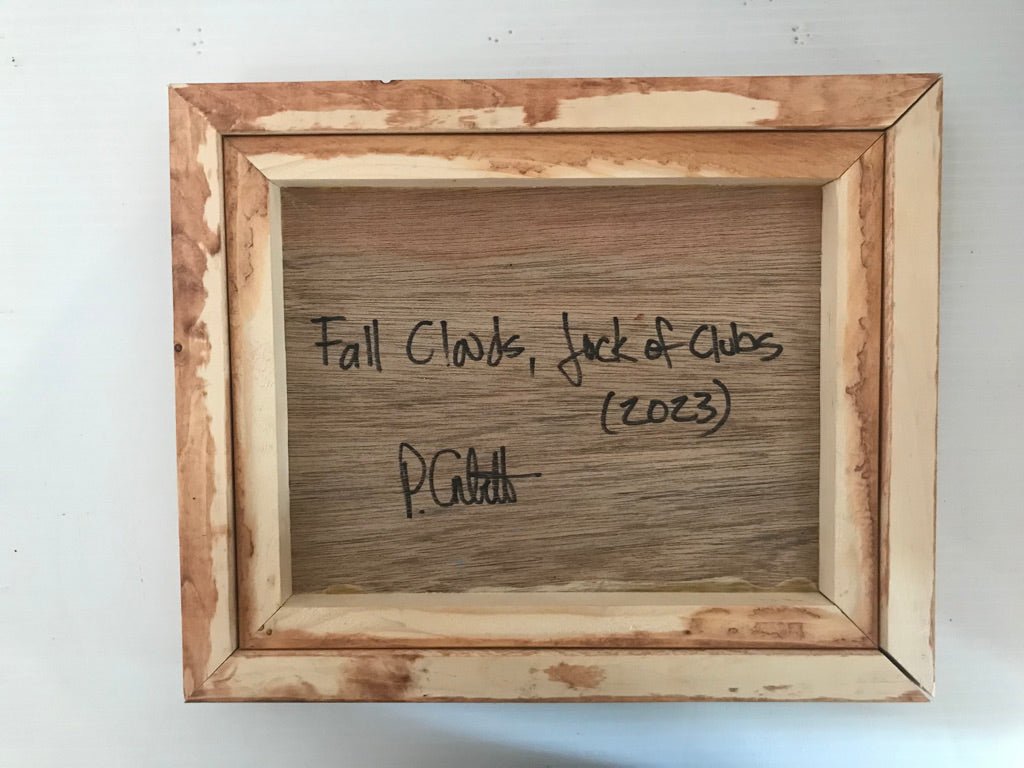 Fall Clouds, Jack of Clubs
(2023)
P.